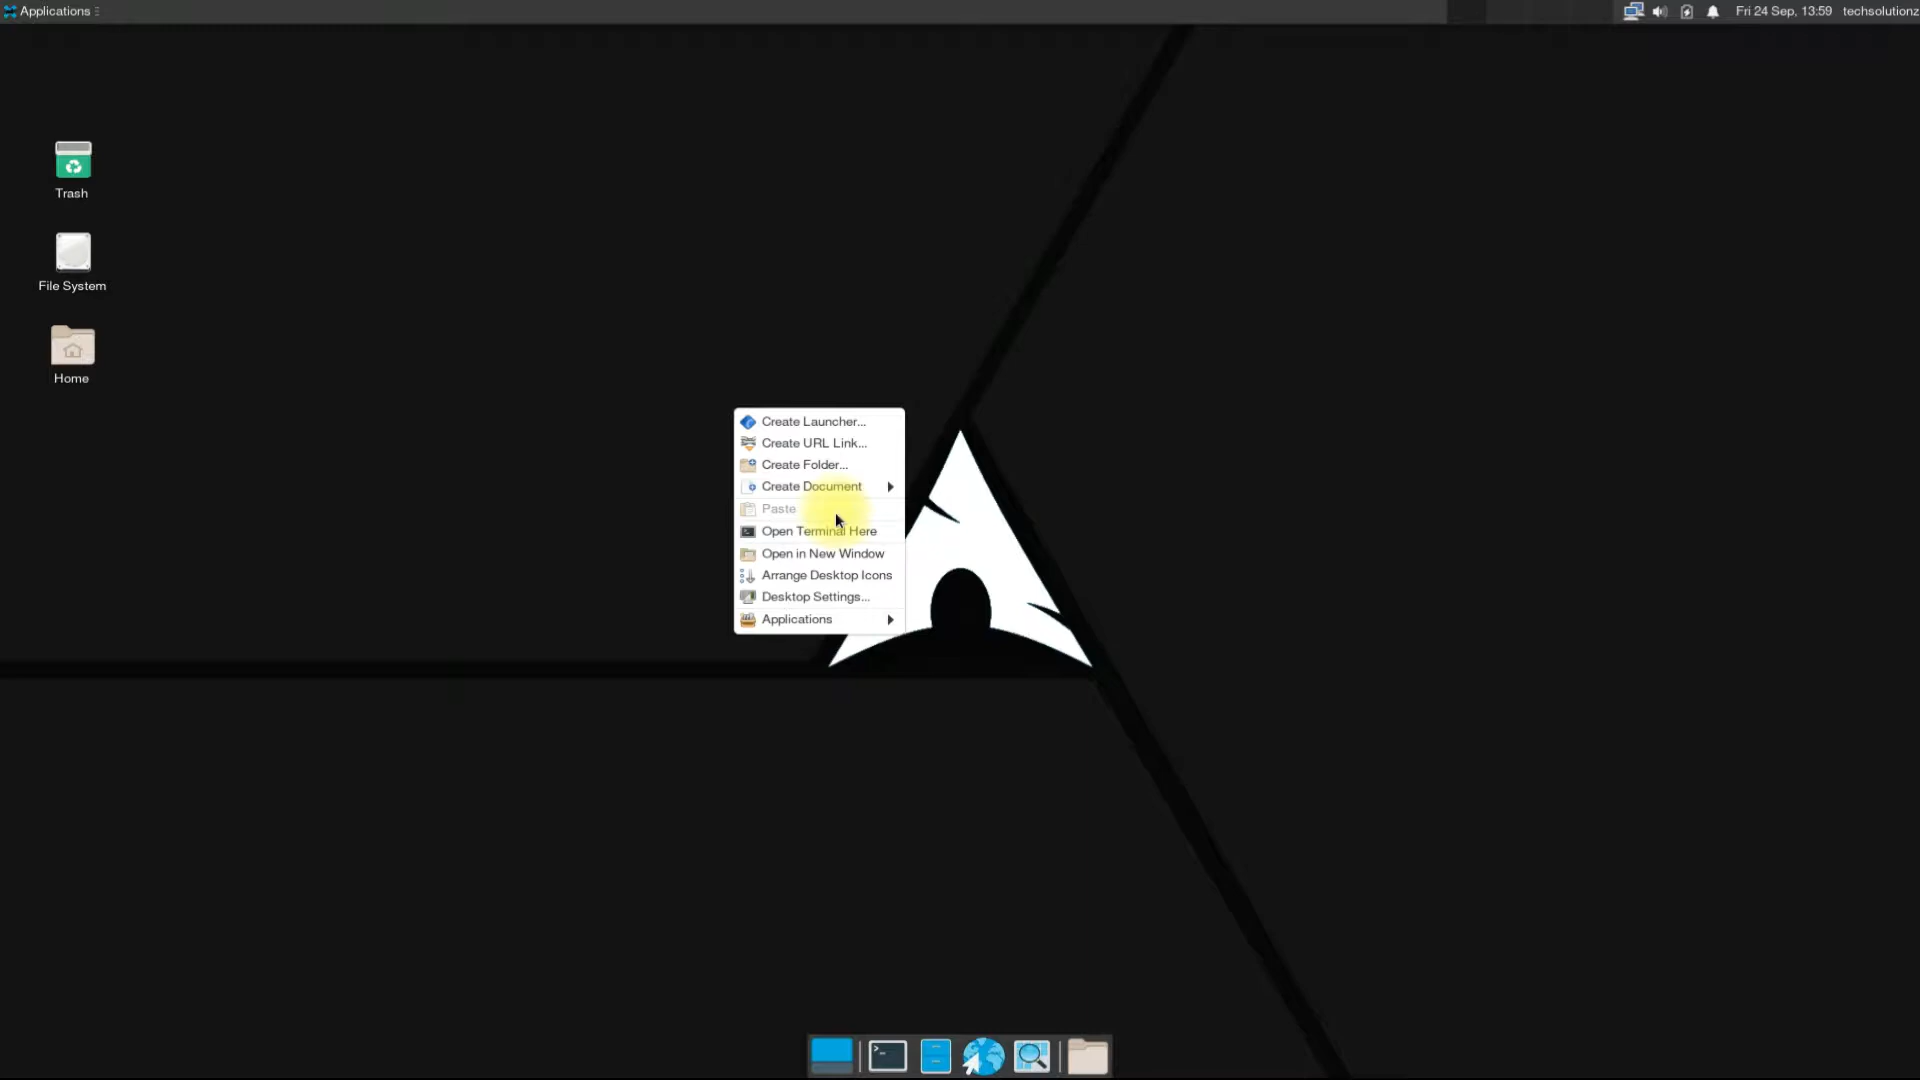 Applications
Fri 24 Sep, 13:59 techsolutionz
Trash
File System
Home
Create Launcher...
Create URL Link...
Create Folder...
Create Document
Paste
Open Terminal Here
Open in New Window
Arrange Desktop Icons
Desktop Settings...
Applications